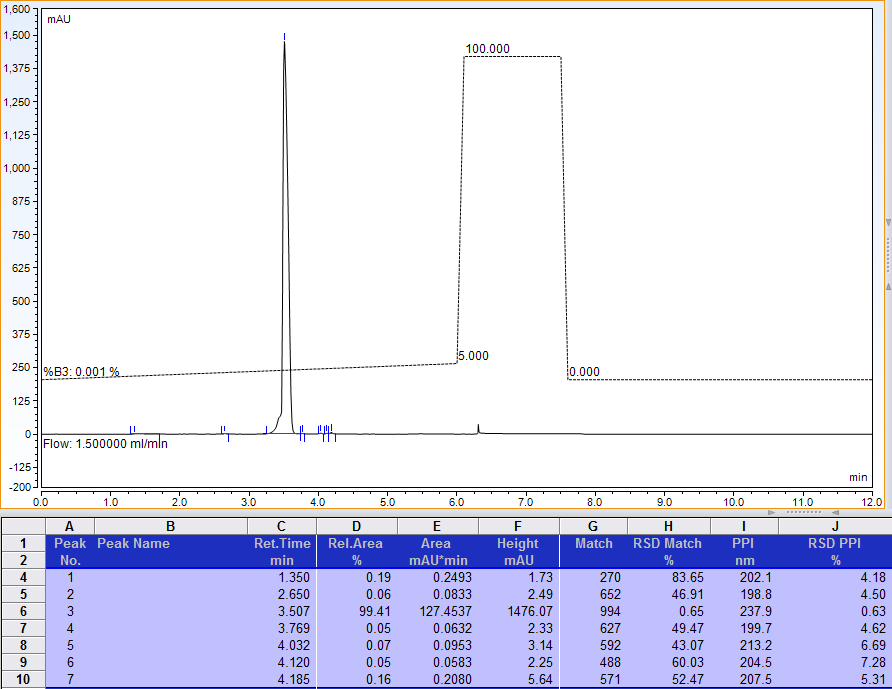 1,600
mAU
1,500
1,375
1,250
1,125
1,000
875
750
625
500
375
250
125
0
-125
-200
100.000
%B3: 0.001 %
5.000
0.000
Flow: 1.500000 ml/min
min
0.0 1.0 2.0 3.0 4.0 5.0 6.0 7.0 8.0 9.0 10.0 11.0 12.0
A B C D E F G H I J
1 Peak Peak Name Ret.Time Rel.Area Area Height Match RSD Match PPI RSD PPI
2 No. min % mAU*min mAU % nm %
4 1 1.350 0.19 0.2493 1.73 270 83.65 202.1 4.18
5 2 2.650 0.06 0.0833 2.49 652 46.91 198.8 4.50
6 3 3.507 99.41 127.4537 1476.07 994 0.65 237.9 0.63
7 4 3.769 0.05 0.0632 2.33 627 49.47 199.7 4.62
8 5 4.032 0.07 0.0953 3.14 592 43.07 213.2 6.69
9 6 4.120 0.05 0.0583 2.25 488 60.03 204.5 7.28
10 7 4.185 0.16 0.2080 5.64 571 52.47 207.5 5.31